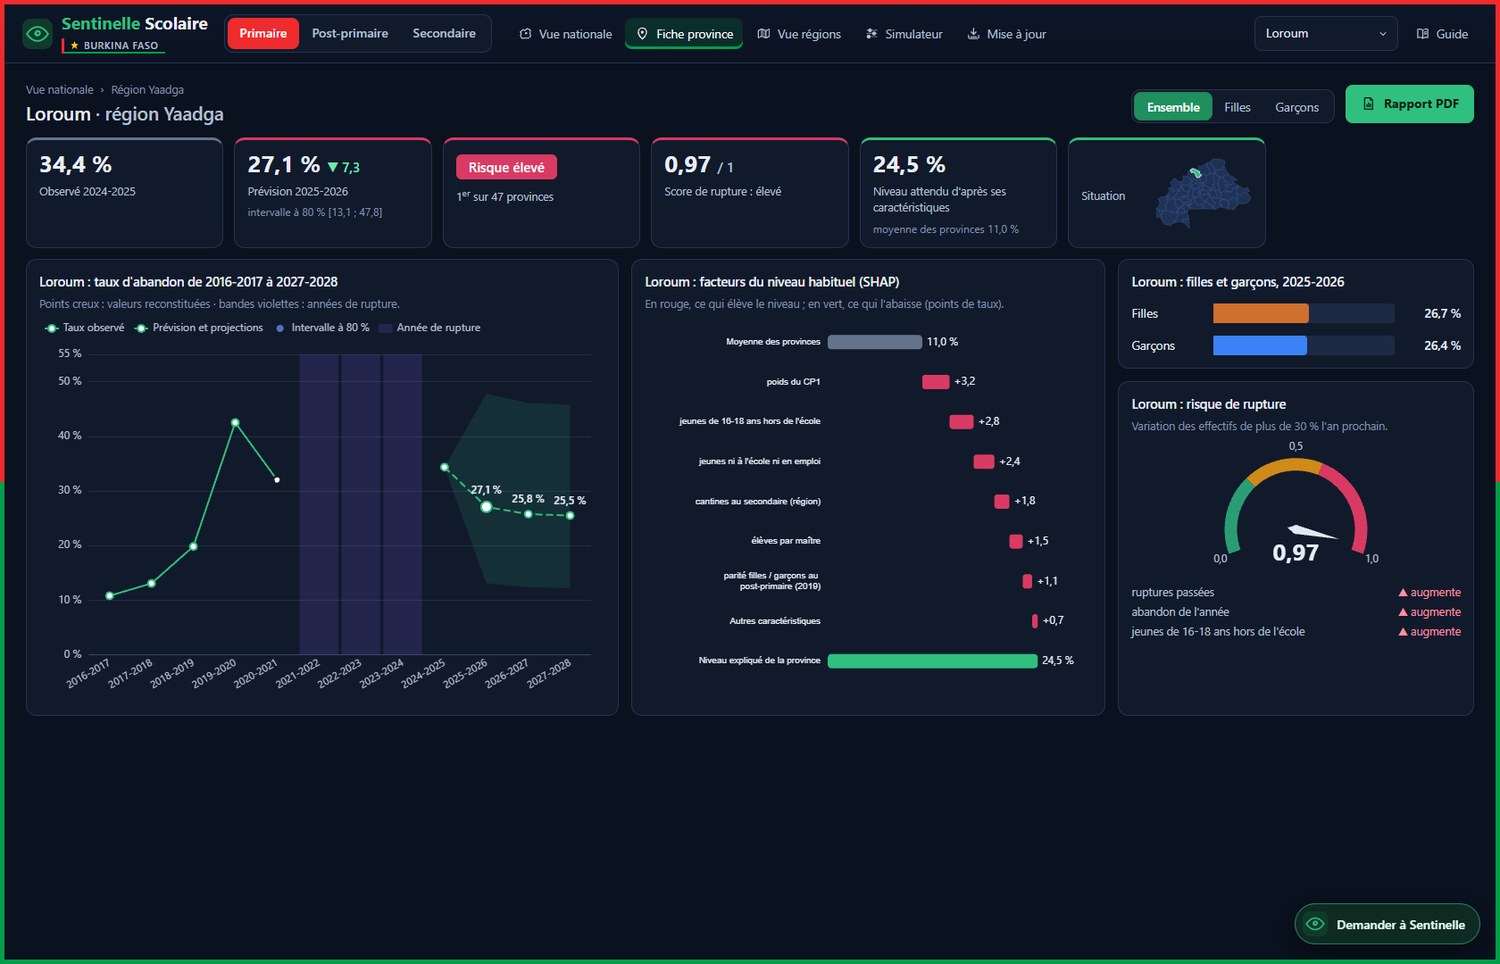 Sentinelle Scolaire
★ BURKINA FASO
Primaire
Post-primaire
Secondaire
Vue nationale
Fiche province
Vue régions
Simulateur
Mise à jour
Loroum
Guide
Vue nationale › Région Yaadga
Loroum · région Yaadga
Ensemble
Filles
Garçons
Rapport PDF
34,4 %
Observé 2024-2025
27,1 % ▼ 7,3
Prévision 2025-2026
intervalle à 80 % [13,1 ; 47,8]
Risque élevé
1er sur 47 provinces
0,97 / 1
Score de rupture : élevé
24,5 %
Niveau attendu d'après ses
caractéristiques
moyenne des provinces 11,0 %
Situation
Loroum : taux d'abandon de 2016-2017 à 2027-2028
Points creux : valeurs reconstituées · bandes violettes : années de rupture.
Taux observé
Prévision et projections
Intervalle à 80 %
Année de rupture
55 %
50 %
40 %
30 %
20 %
10 %
0 %
27,1 %
25,8 %
25,5 %
2016-2017
2017-2018
2018-2019
2019-2020
2020-2021
2021-2022
2022-2023
2023-2024
2024-2025
2025-2026
2026-2027
2027-2028
Loroum : facteurs du niveau habituel (SHAP)
En rouge, ce qui élève le niveau ; en vert, ce qui l'abaisse (points de taux).
Moyenne des provinces 11,0 %
poids du CP1 +3,2
jeunes de 16-18 ans hors de l'école +2,8
jeunes ni à l'école ni en emploi +2,4
cantines au secondaire (région) +1,8
élèves par maître +1,5
parité filles / garçons au
post-primaire (2019) +1,1
Autres caractéristiques +0,7
Niveau expliqué de la province 24,5 %
Loroum : filles et garçons, 2025-2026
Filles 26,7 %
Garçons 26,4 %
Loroum : risque de rupture
Variation des effectifs de plus de 30 % l'an prochain.
0,5
0,0
0,97
1,0
ruptures passées ▲ augmente
abandon de l'année ▲ augmente
jeunes de 16-18 ans hors de l'école ▲ augmente
Demander à Sentinelle